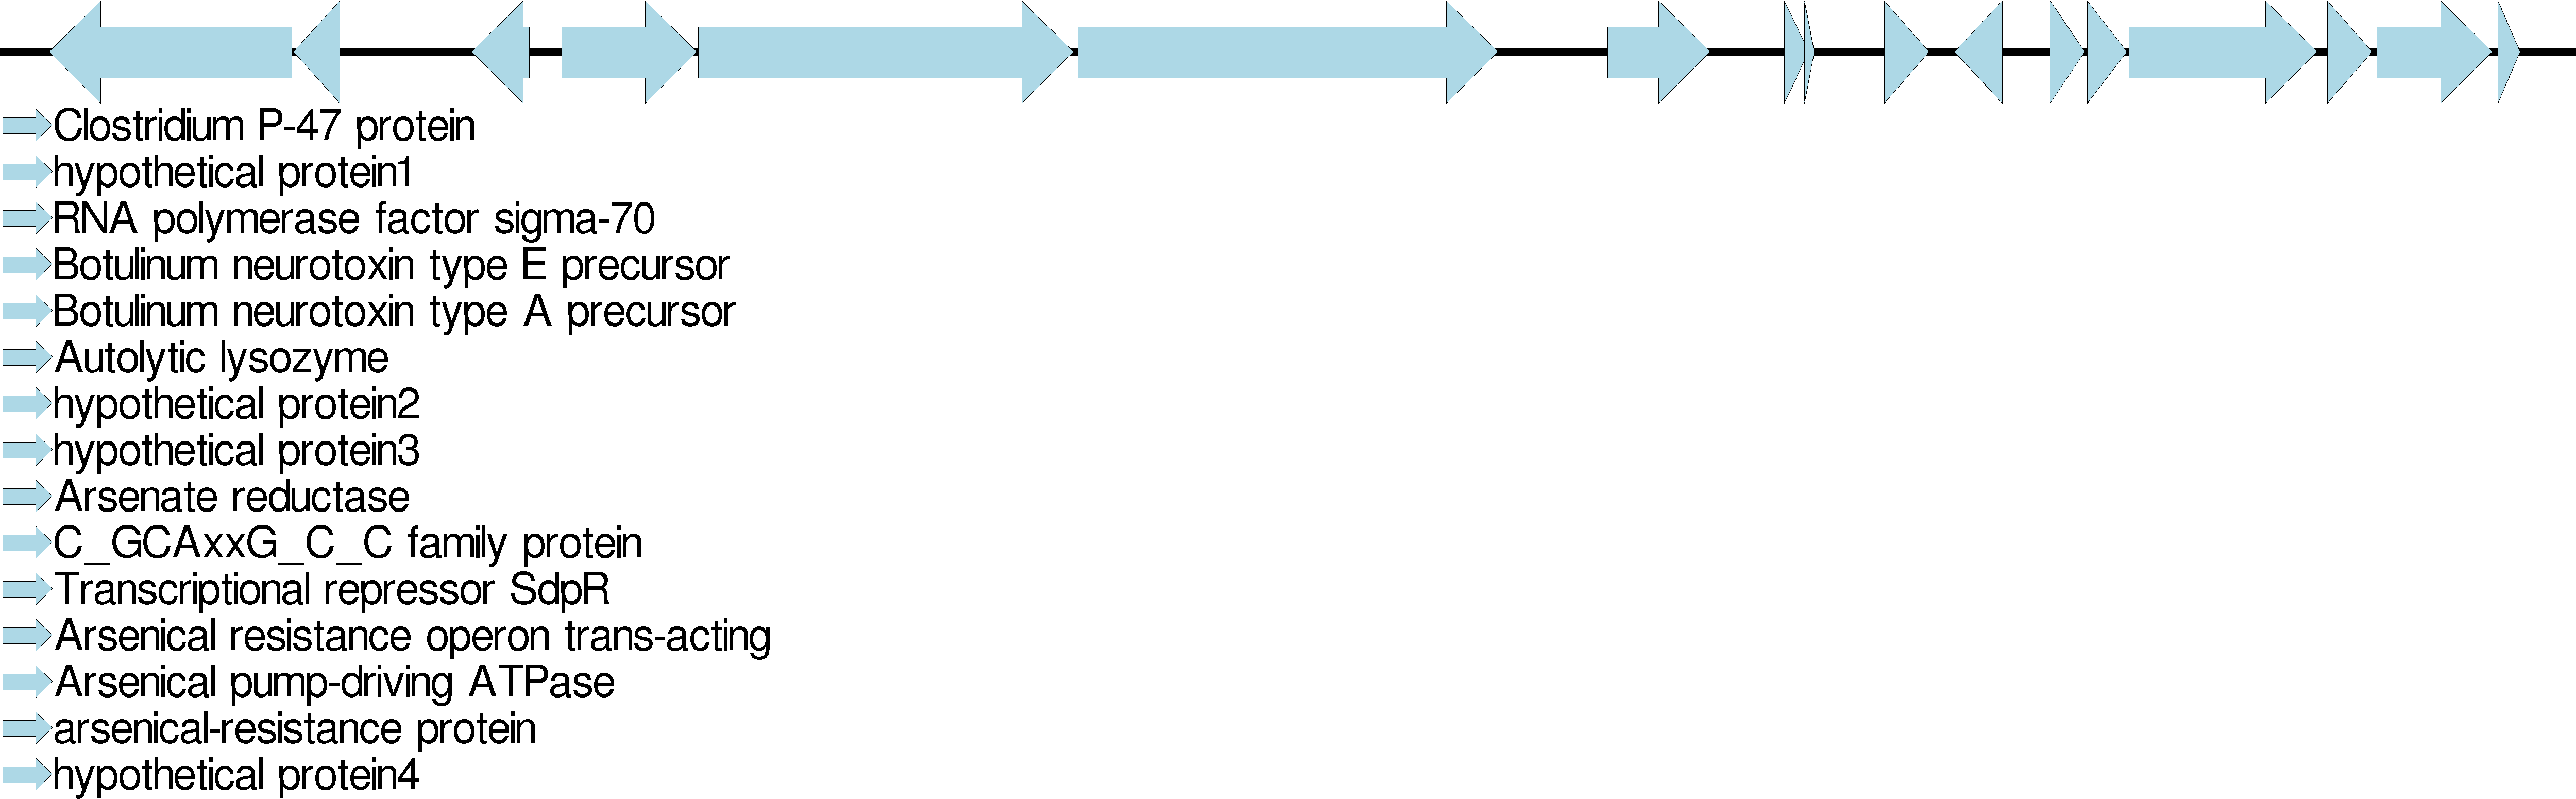 Clostridium P-47 protein
hypothetical protein1
RNA polymerase factor sigma-70
Botulinum neurotoxin type E precursor
Botulinum neurotoxin type A precursor
Autolytic lysozyme
hypothetical protein2
hypothetical protein3
Arsenate reductase
C_GCAxxG_C_C family protein
Transcriptional repressor SdpR
Arsenical resistance operon trans-acting
Arsenical pump-driving ATPase
arsenical-resistance protein
hypothetical protein4